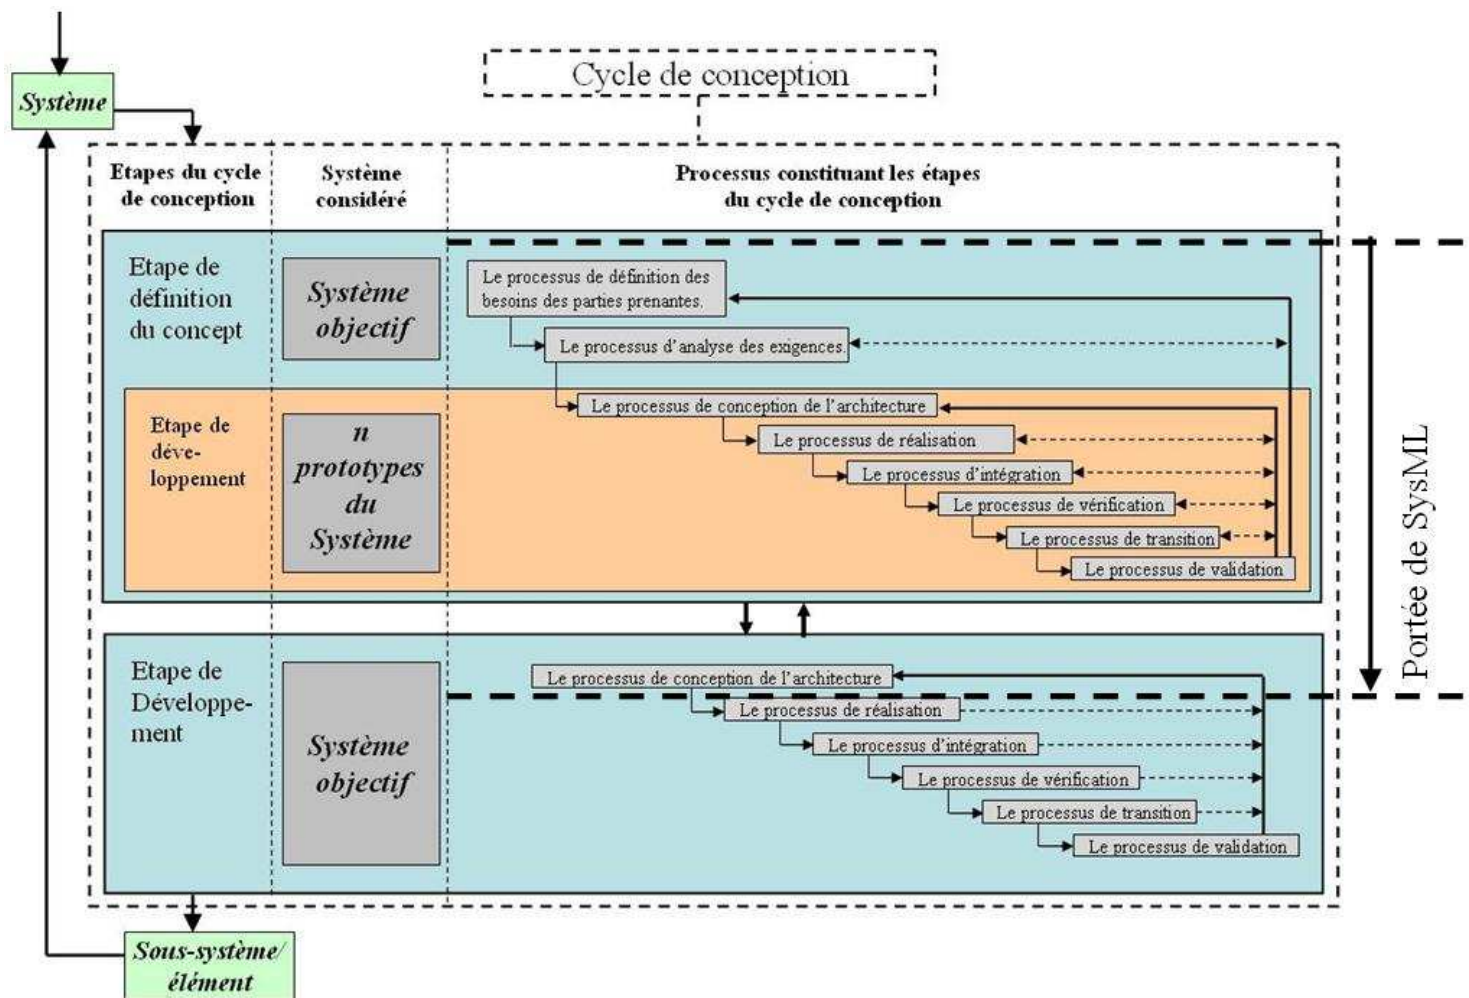 Système
Cycle de conception
Etapes du cycle
de conception
Système
considéré
Processus constituant les étapes
du cycle de conception
Etape de
définition
du concept
Système
objectif
Le processus de définition des
besoins des parties prenantes.
Le processus d'analyse des exigences.
Etape de
déve-
loppement
n
prototypes
du
Système
Le processus de conception de l'architecture
Le processus de réalisation
Le processus d'intégration
Le processus de vérification
Le processus de transition
Le processus de validation
Portée de SysML
Etape de
Développe-
ment
Système
objectif
Le processus de conception de l'architecture
Le processus de réalisation
Le processus d'intégration
Le processus de vérification
Le processus de transition
Le processus de validation
Sous-système/
élément